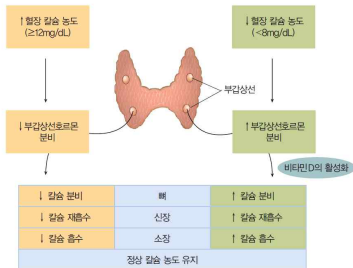 ↑혈장 칼슘 농도
(≥12mg/dL)
↓혈장 칼슘 농도
(<8mg/dL)
부갑상선
↓부갑상선호르몬
분비
↑부갑상선호르몬
분비
비타민D의 활성화
↓ 칼슘 분비 뼈 ↑ 칼슘 분비
↓ 칼슘 재흡수 신장 ↑ 칼슘 재흡수
↓ 칼슘 흡수 소장 ↑ 칼슘 흡수
정상 칼슘 농도 유지